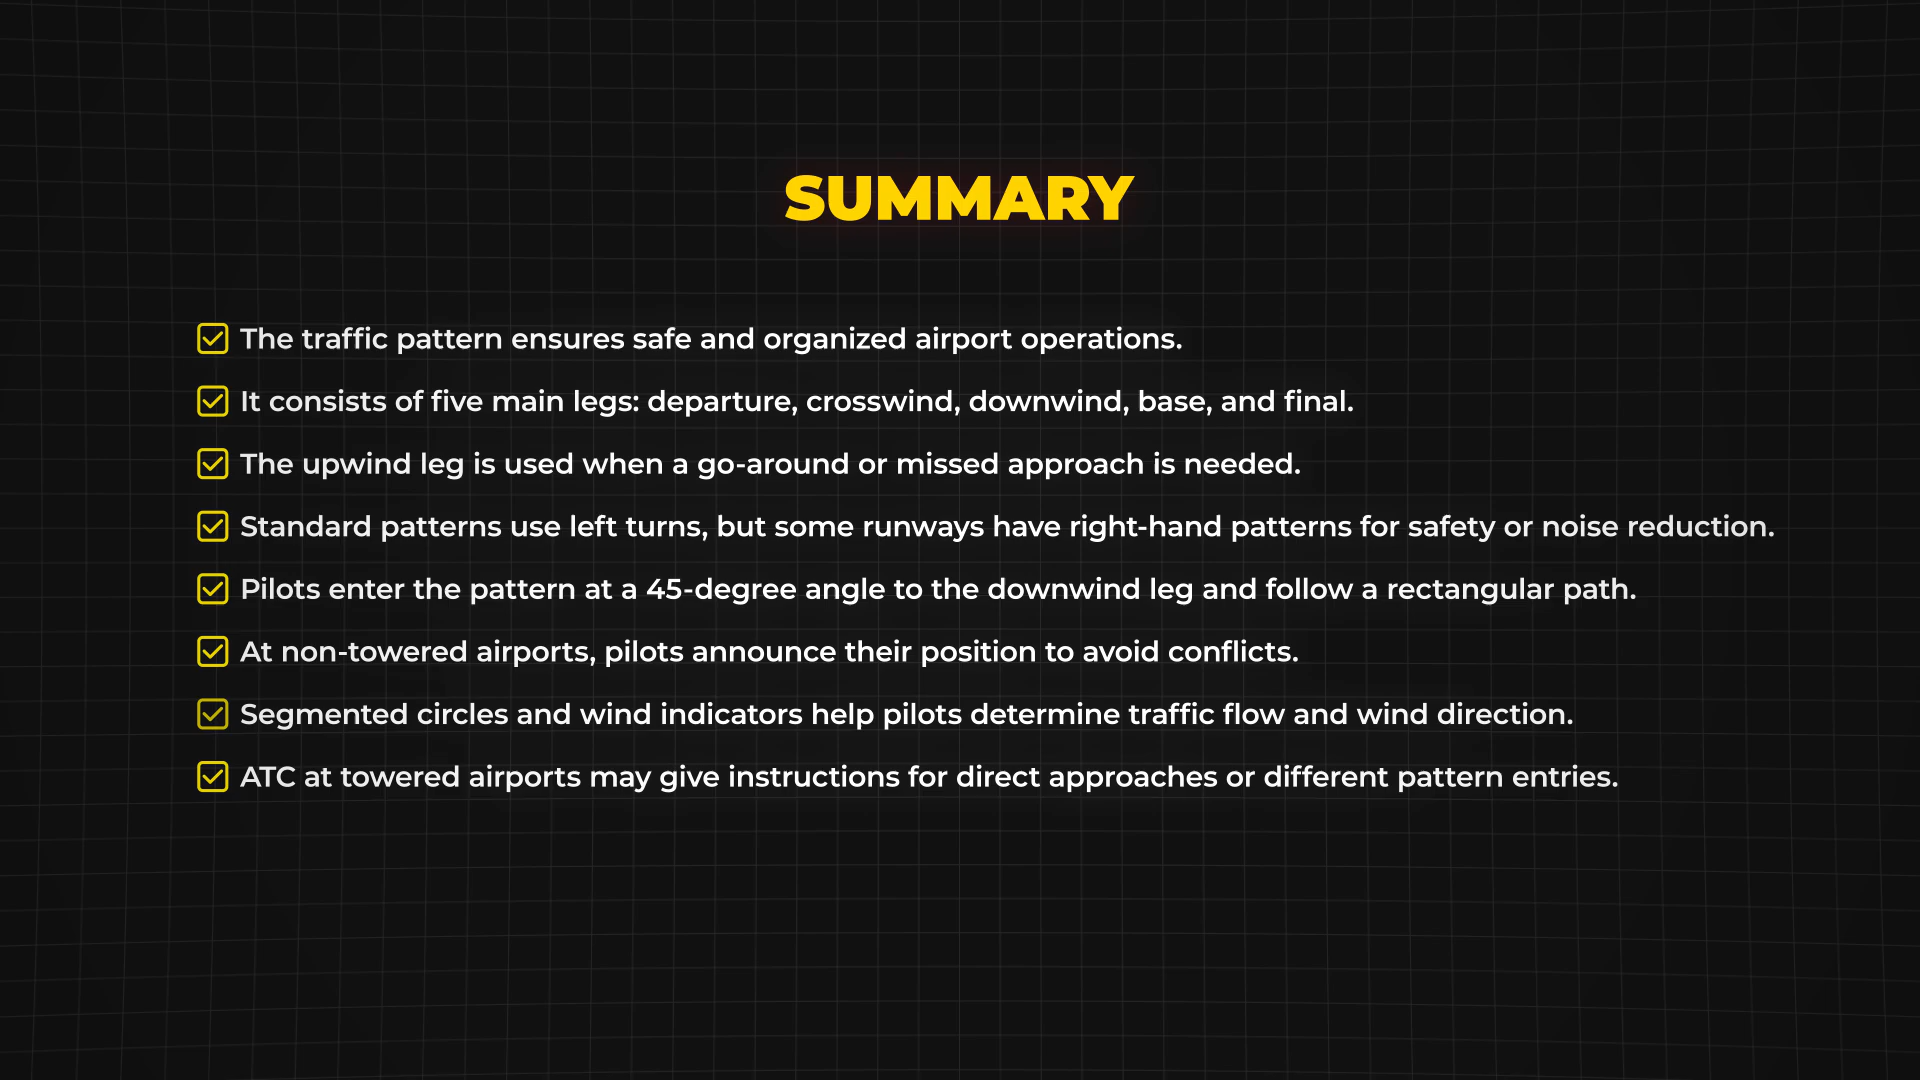 SUMMARY
The traffic pattern ensures safe and organized airport operations.
It consists of five main legs: departure, crosswind, downwind, base, and final.
The upwind leg is used when a go-around or missed approach is needed.
Standard patterns use left turns, but some runways have right-hand patterns for safety or noise reduction.
Pilots enter the pattern at a 45-degree angle to the downwind leg and follow a rectangular path.
At non-towered airports, pilots announce their position to avoid conflicts.
Segmented circles and wind indicators help pilots determine traffic flow and wind direction.
ATC at towered airports may give instructions for direct approaches or different pattern entries.